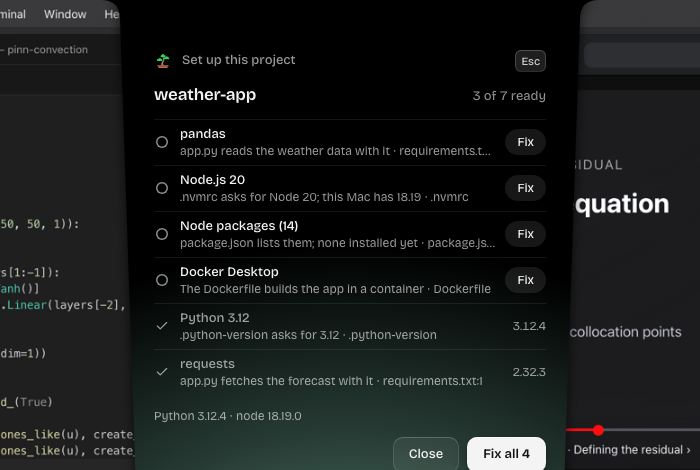 minal Window He
– pinn-convection
Set up this project
Esc
weather-app
3 of 7 ready
pandas
app.py reads the weather data with it · requirements.t...
Fix
Node.js 20
.nvmrc asks for Node 20; this Mac has 18.19 · .nvmrc
Fix
Node packages (14)
package.json lists them; none installed yet · package.js...
Fix
Docker Desktop
The Dockerfile builds the app in a container · Dockerfile
Fix
Python 3.12
.python-version asks for 3.12 · .python-version
3.12.4
requests
app.py fetches the forecast with it · requirements.txt:1
2.32.3
Python 3.12.4 · node 18.19.0
Close
Fix all 4
50, 50, 1)):
rs[1:-1]):
Tanh()]
.Linear(layers[-2],
dim=1))
d_(True)
ones_like(u), create_
ones_like(u), create_
SIDUAL
quation
collocation points
· Defining the residual ›